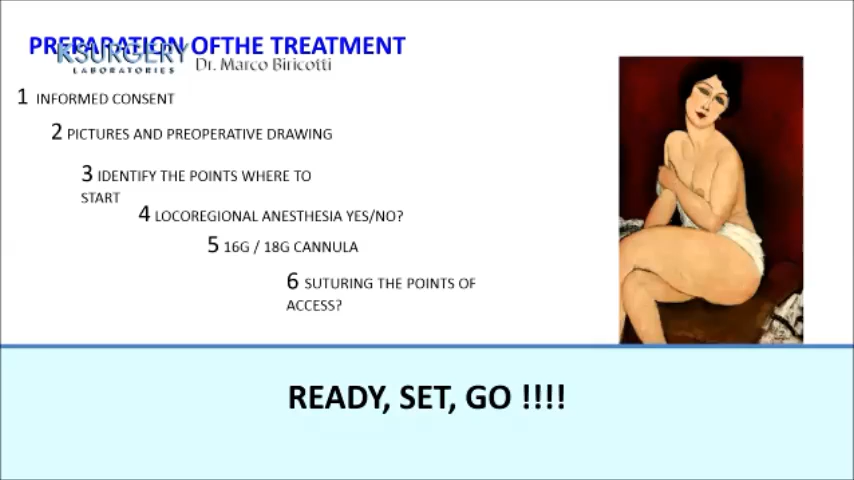 PREPARATION OFTHE TREATMENT
KSURGERY
LABORATORIES
Dr. Marco Biricotti
1 INFORMED CONSENT
2 PICTURES AND PREOPERATIVE DRAWING
3 IDENTIFY THE POINTS WHERE TO
START
4 LOCOREGIONAL ANESTHESIA YES/NO?
5 16G / 18G CANNULA
6 SUTURING THE POINTS OF
ACCESS?
READY, SET, GO !!!!